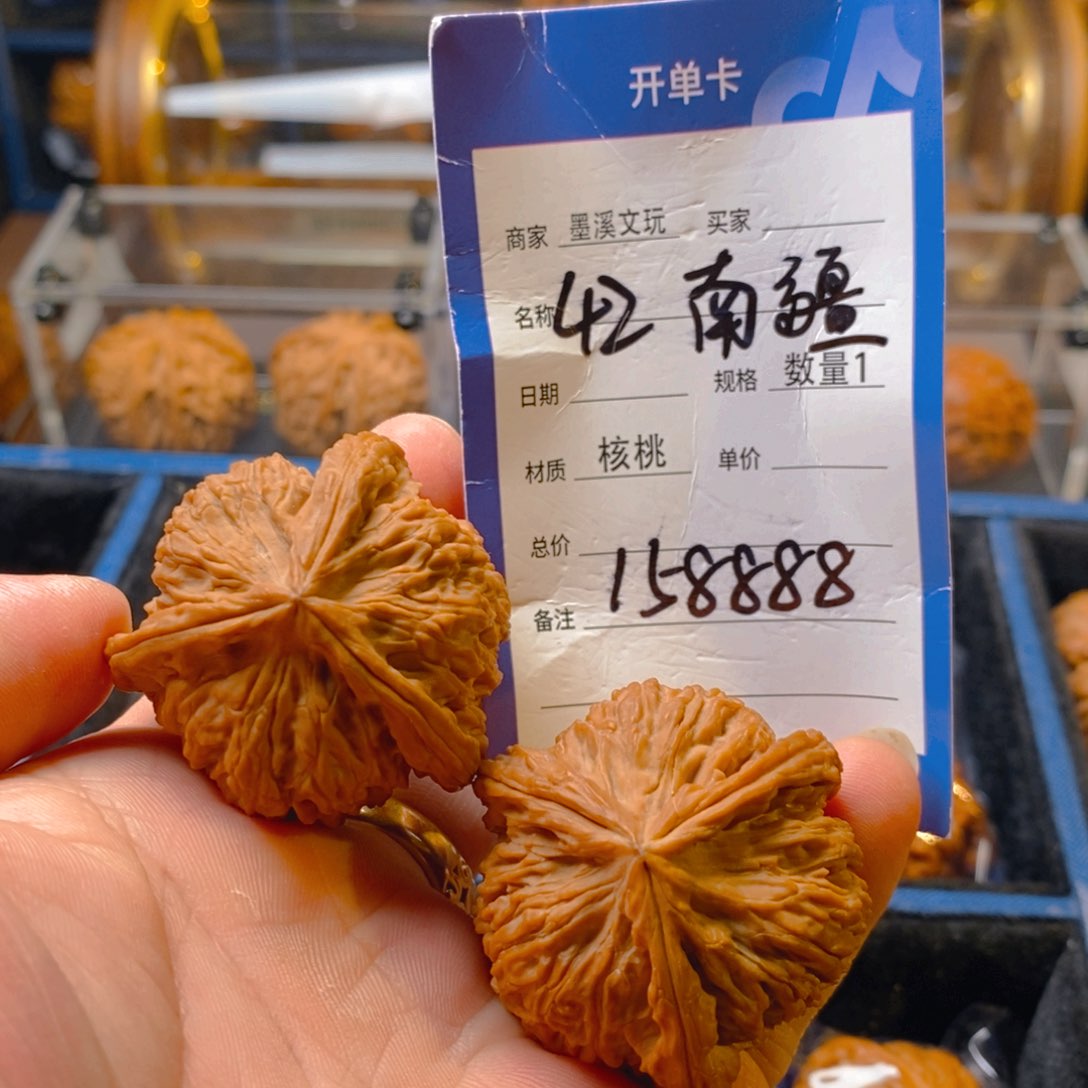 开单卡
商家 墨溪文玩 买家
名称 42 南疆
日期 规格 数量1
材质 核桃 单价
总价 158888
备注